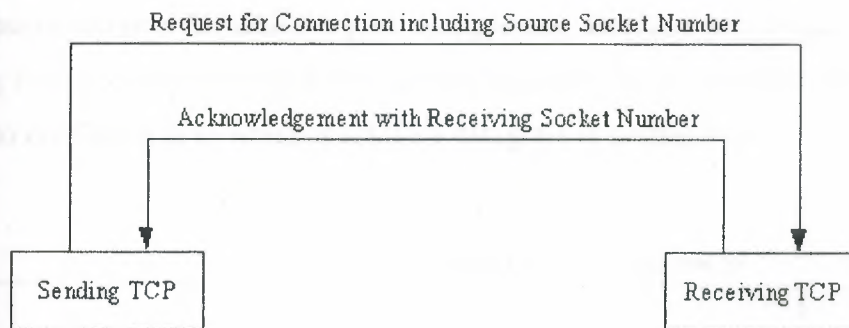 Request for Connection including Source Socket Number
Acknowledgement with Receiving Socket Number
Sending TCP
Receiving TCP